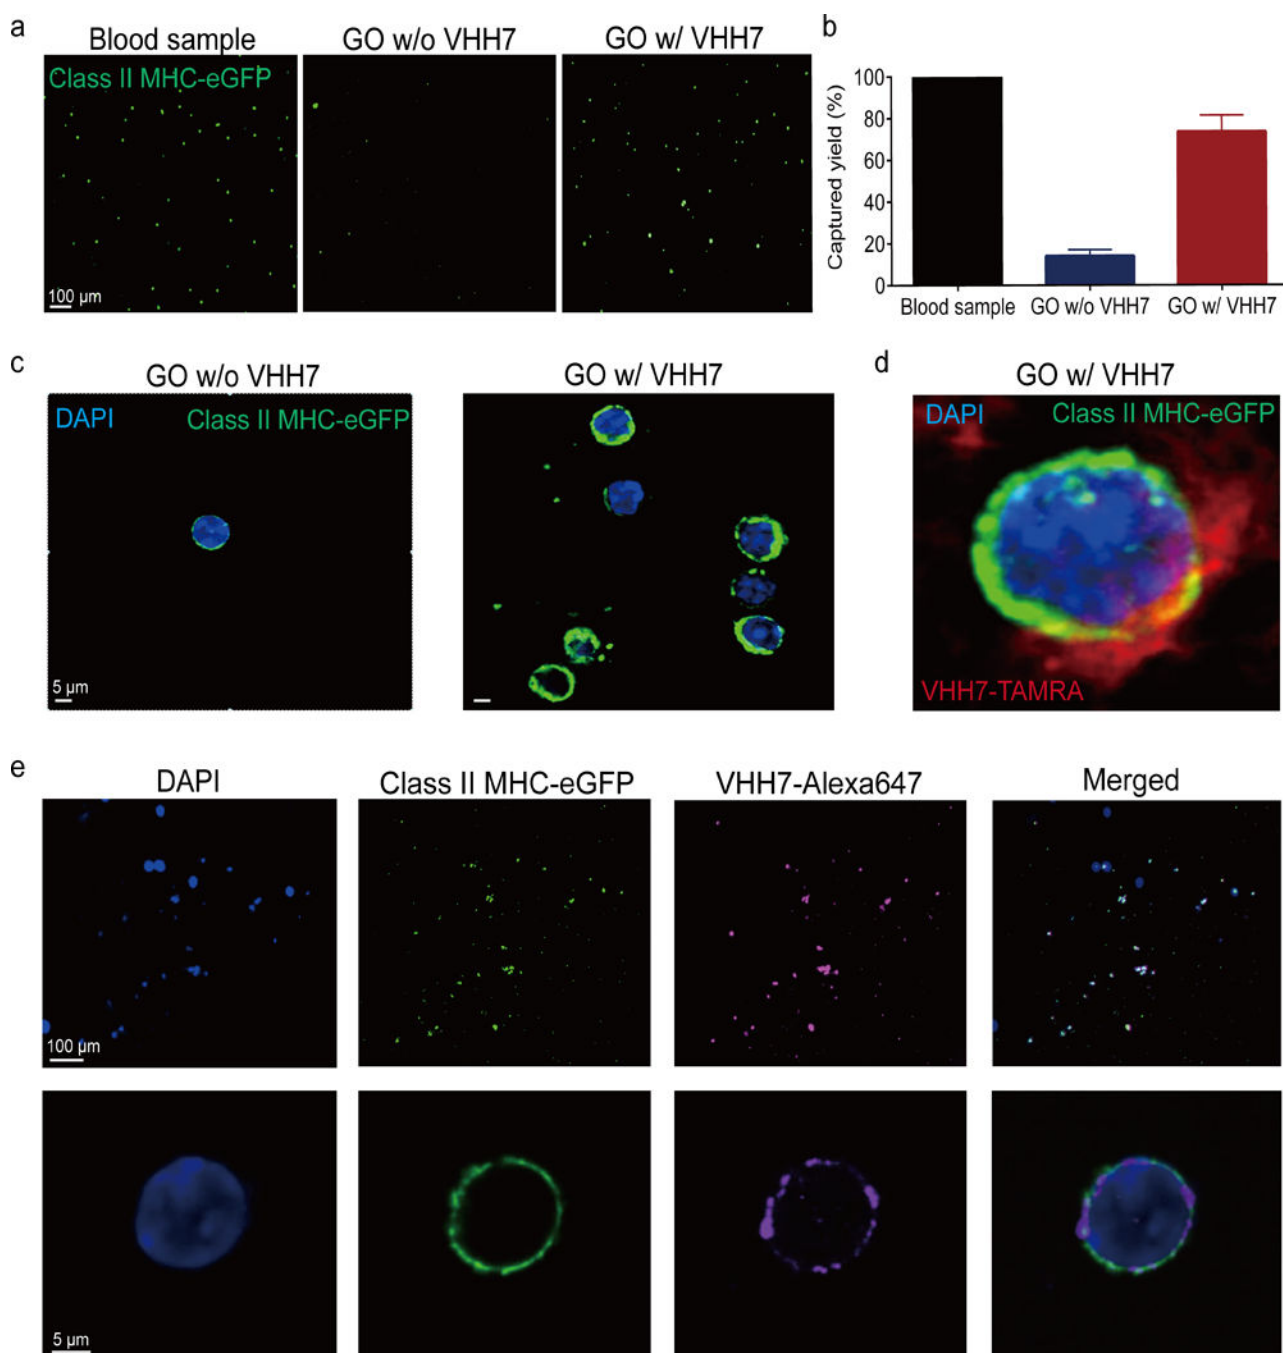 a
Blood sample
GO w/o VHH7
GO w/ VHH7
Class II MHC-eGFP
100 µm
b
Captured yield (%)
100
80
60
40
20
0
Blood sample
GO w/o VHH7
GO w/ VHH7
c
GO w/o VHH7
GO w/ VHH7
DAPI
Class II MHC-eGFP
5 µm
d
GO w/ VHH7
DAPI
Class II MHC-eGFP
VHH7-TAMRA
e
DAPI
Class II MHC-eGFP
VHH7-Alexa647
Merged
100 µm
5 µm